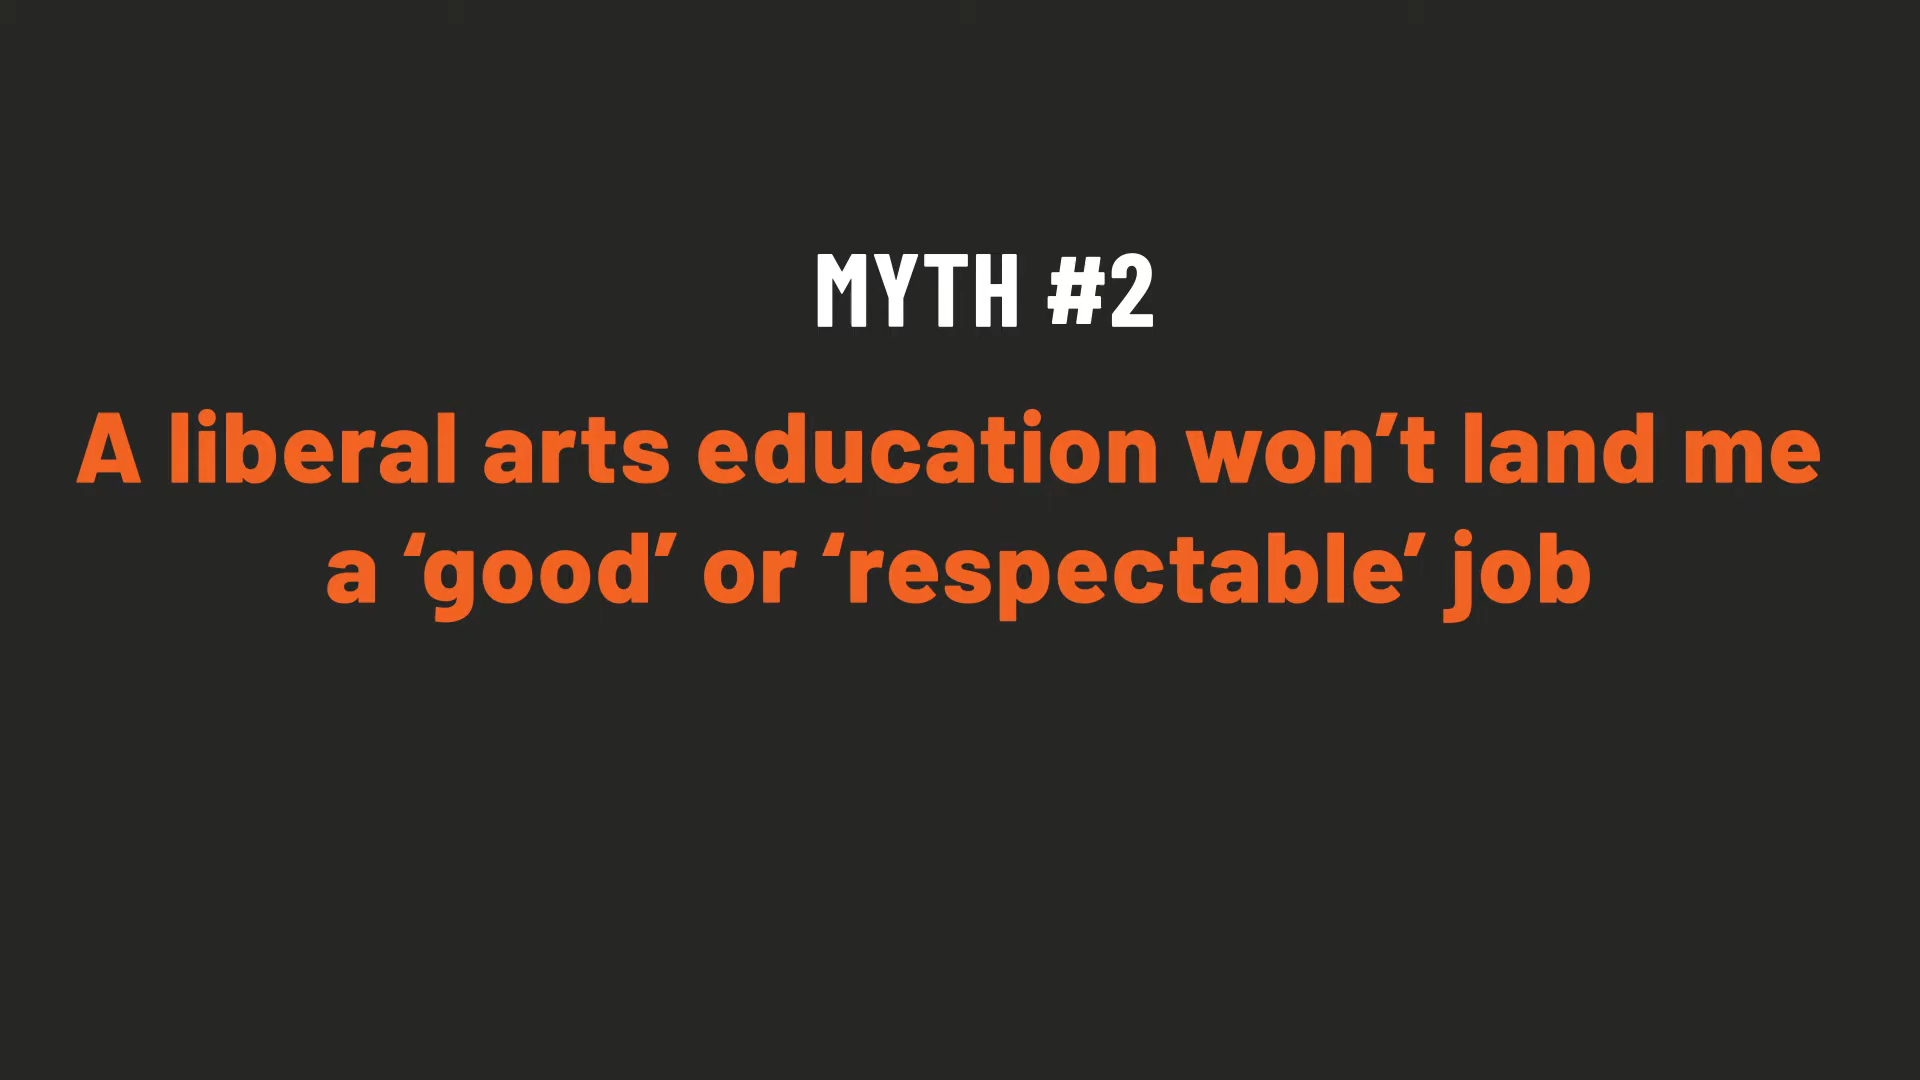 MYTH #2
A liberal arts education won’t land me
a ‘good’ or ‘respectable’ job